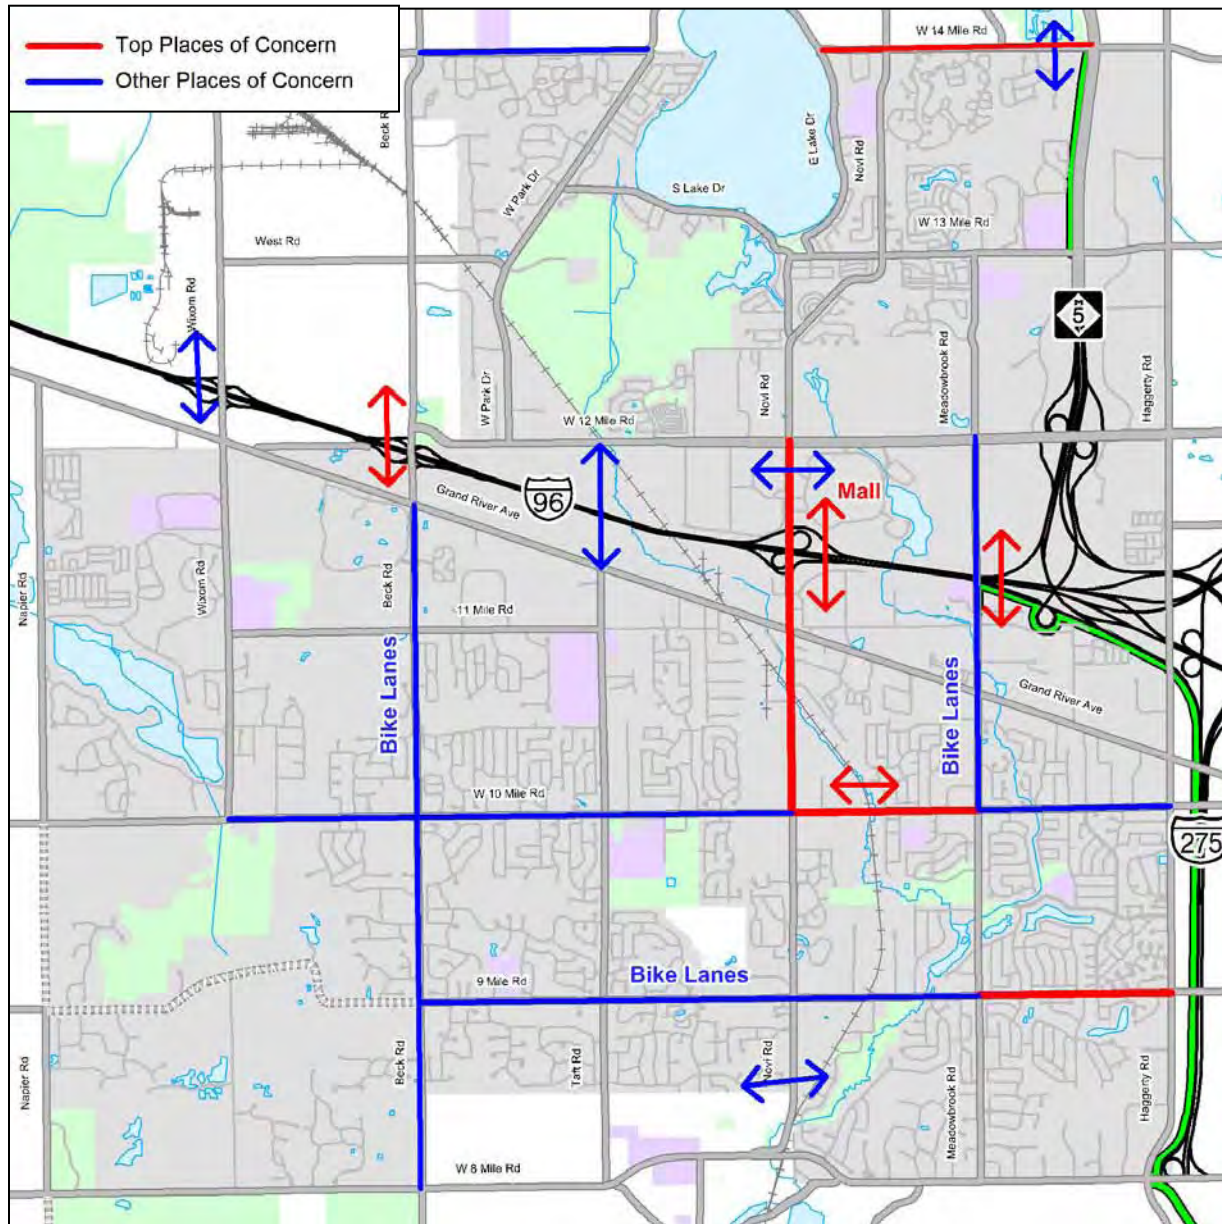 Top Places of Concern
Other Places of Concern
W 14 Mile Rd
Beck R
E Lake Dr
Novi Rd
W Park Dr
S Lake Dr
W 13 Mile Rd
West Rd
Wixom Rd
5
Meadowbrook Rd
Haggerty Rd
W Park Dr
Novi Rd
W 12 Mile Rd
Mall
Grand River Ave
96
Napier Rd
Wixom Rd
Beck Rd
11 Mile Rd
Bike Lanes
Bike Lanes
Grand River Ave
W 10 Mile Rd
275
Bike Lanes
9 Mile Rd
Napier Rd
Beck Rd
Taft Rd
Novi Rd
Meadowbrook Rd
Haggerty Rd
W 8 Mile Rd